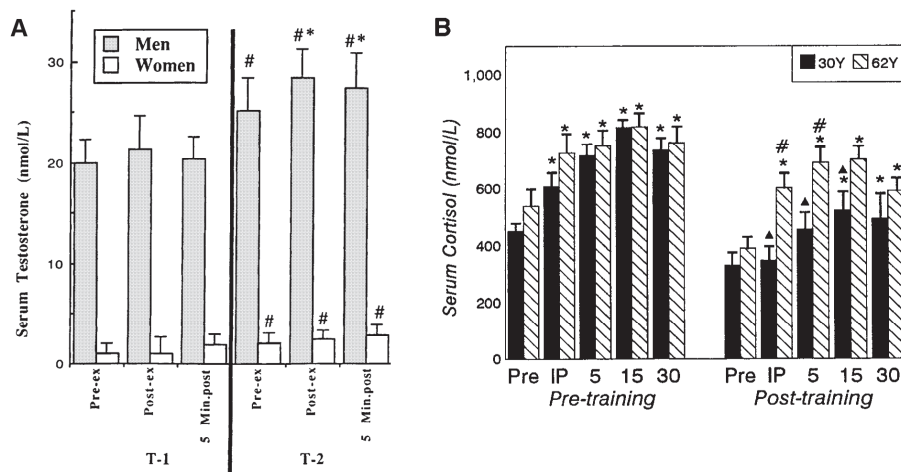 A
Men
Women
Serum Testosterone (nmol/L)
30
20
10
0
# #* #*
# # #
Pre-ex Post-ex 5 Min.post Pre-ex Post-ex 5 Min.post
T-1 T-2
B
30Y 62Y
Serum Cortisol (nmol/L)
1,000
800
600
400
200
0
* * * * * * * *
# #
* * * * * *
▲ ▲ ▲
Pre IP 5 15 30 Pre IP 5 15 30
Pre-training Post-training